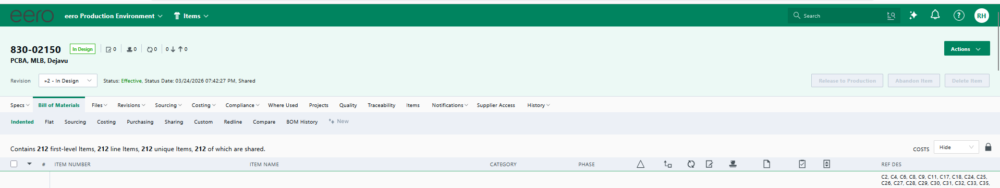 eero eero Production Environment Items Search RH
830-02150 In Design 0 0 0 0 0 Actions
PCBA, MLB, Dejavu
Revision »2 - In Design Status: Effective, Status Date: 03/24/2026 07:42:27 PM, Shared Release to Production Abandon Item Delete Item
Specs Bill of Materials Files Revisions Sourcing Costing Compliance Where Used Projects Quality Traceability Items Notifications Supplier Access History
Indented Flat Sourcing Costing Purchasing Sharing Custom Redline Compare BOM History New
Contains 212 first-level Items, 212 line Items, 212 unique Items, 212 of which are shared. COSTS Hide
# ITEM NUMBER ITEM NAME CATEGORY PHASE REF DES
C2, C4, C6, C8, C9, C11, C17, C18, C24, C25,
C26, C27, C28, C29, C30, C31, C32, C33, C35,